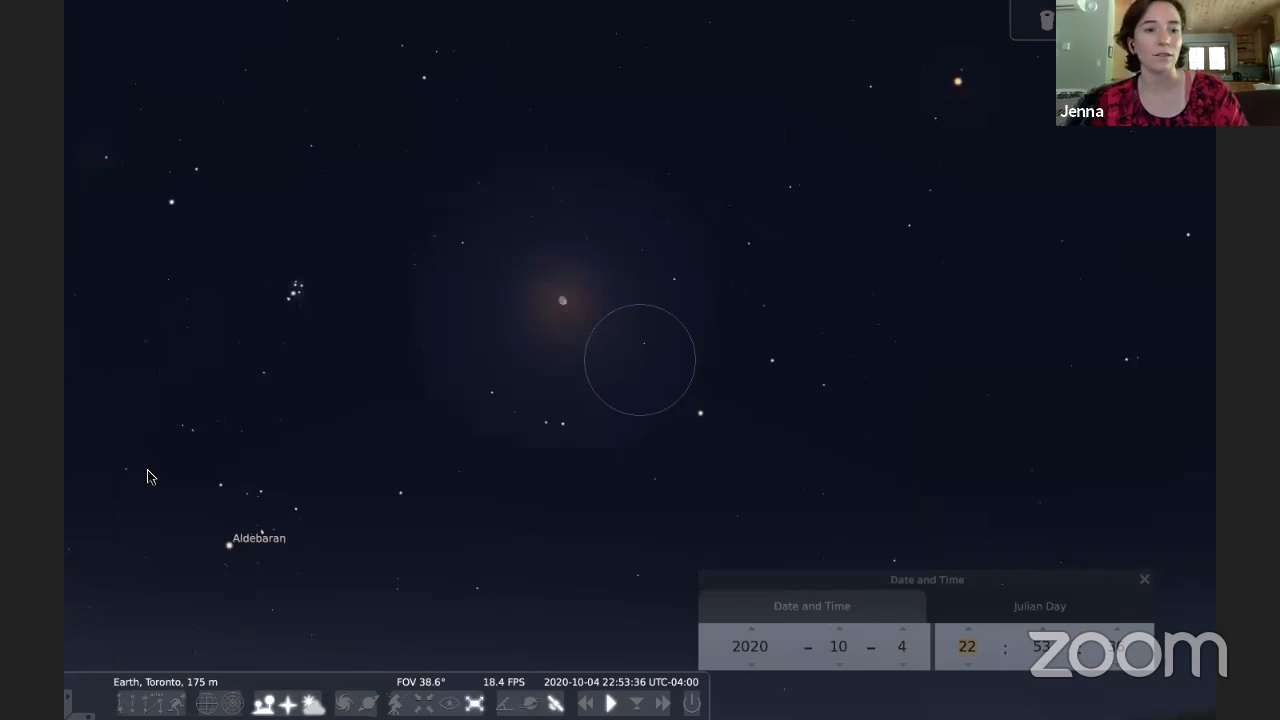 Jenna
Aldebaran
Date and Time
Date and Time
Julian Day
2020 - 10 - 4
22 : 53 : 36
zoom
Earth, Toronto, 175 m
FOV 38.6°
18.4 FPS
2020-10-04 22:53:36 UTC-04:00